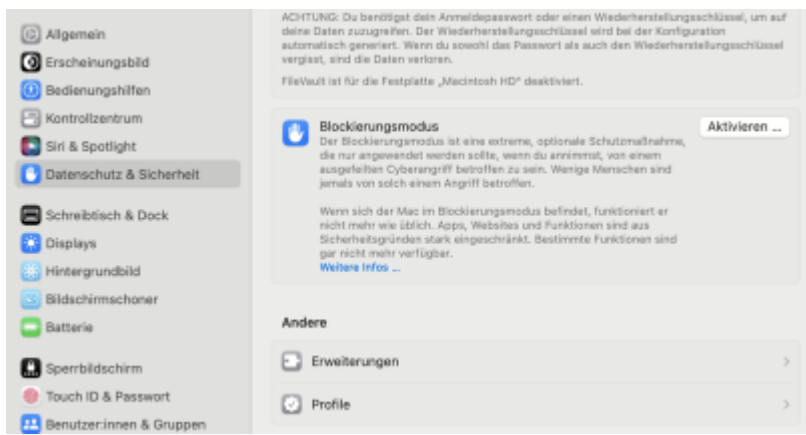 Allgemein
Erscheinungsbild
Bedienungshilfen
Kontrollzentrum
Siri & Spotlight
Datenschutz & Sicherheit
Schreibtisch & Dock
Displays
Hintergrundbild
Bildschirmschoner
Batterie
Sperrbildschirm
Touch ID & Passwort
Benutzer:innen & Gruppen
ACHTUNG: Du benötigst dein Anmeldepasswort oder einen Wiederherstellungsschlüssel, um auf
deine Daten zuzugreifen. Der Wiederherstellungsschlüssel wird bei der Konfiguration
automatisch generiert. Wenn du sowohl das Passwort als auch den Wiederherstellungsschlüssel
vergisst, sind die Daten verloren.
FileVault ist für die Festplatte „Macintosh HD" deaktiviert.
Blockierungsmodus
Aktivieren ...
Der Blockierungsmodus ist eine extreme, optionale Schutzmaßnahme,
die nur angewendet werden sollte, wenn du annimmst, von einem
ausgefeilten Cyberangriff betroffen zu sein. Wenige Menschen sind
jemals von solch einem Angriff betroffen.
Wenn sich der Mac im Blockierungsmodus befindet, funktioniert er
nicht mehr wie üblich. Apps, Websites und Funktionen sind aus
Sicherheitsgründen stark eingeschränkt. Bestimmte Funktionen sind
gar nicht mehr verfügbar.
Weitere Infos ...
Andere
Erweiterungen
Profile